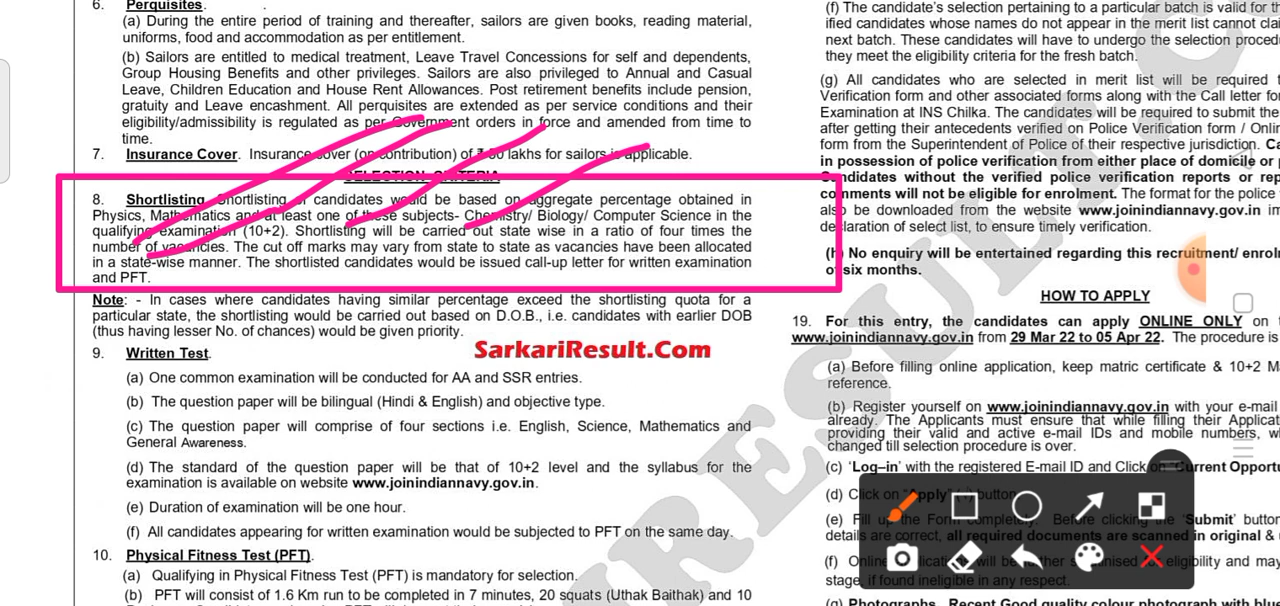 6. Perquisites.
(a) During the entire period of training and thereafter, sailors are given books, reading material,
uniforms, food and accommodation as per entitlement.
(b) Sailors are entitled to medical treatment, Leave Travel Concessions for self and dependents,
Group Housing Benefits and other privileges. Sailors are also privileged to Annual and Casual
Leave, Children Education and House Rent Allowances. Post retirement benefits include pension,
gratuity and Leave encashment. All perquisites are extended as per service conditions and their
eligibility/admissibility is regulated as per Government orders in force and amended from time to
time.
7. Insurance Cover. Insurance cover (on contribution) of lakhs for sailors is applicable.
SELECTION CRITERIA
8. Shortlisting. Shortlisting of candidates would be based on aggregate percentage obtained in
Physics, Mathematics and at least one of these subjects- Chemistry/ Biology/ Computer Science in the
qualifying examination (10+2). Shortlisting will be carried out state wise in a ratio of four times the
number of vacancies. The cut off marks may vary from state to state as vacancies have been allocated
in a state-wise manner. The shortlisted candidates would be issued call-up letter for written examination
and PFT.
Note: - In cases where candidates having similar percentage exceed the shortlisting quota for a
particular state, the shortlisting would be carried out based on D.O.B., i.e. candidates with earlier DOB
(thus having lesser No. of chances) would be given priority.
SarkariResult.Com
9. Written Test.
(a) One common examination will be conducted for AA and SSR entries.
(b) The question paper will be bilingual (Hindi & English) and objective type.
(c) The question paper will comprise of four sections i.e. English, Science, Mathematics and
General Awareness.
(d) The standard of the question paper will be that of 10+2 level and the syllabus for the
examination is available on website www.joinindiannavy.gov.in.
(e) Duration of examination will be one hour.
(f) All candidates appearing for written examination would be subjected to PFT on the same day.
10. Physical Fitness Test (PFT).
(a) Qualifying in Physical Fitness Test (PFT) is mandatory for selection.
(b) PFT will consist of 1.6 Km run to be completed in 7 minutes, 20 squats (Uthak Baithak) and 10
(f) The candidate's selection pertaining to a particular batch is valid for
ified candidates whose names do not appear in the merit list cannot
next batch. These candidates will have to undergo the selection
they meet the eligibility criteria for the fresh batch.
(g) All candidates who are selected in merit list will be required
Verification form and other associated forms along with the Call letter
Examination at INS Chilka. The candidates will be required to submit
after getting their antecedents verified on Police Verification form /
form from the Superintendent of Police of their respective jurisdiction.
in possession of police verification from either place of domicile or
Candidates without the verified police verification reports or
comments will not be eligible for enrolment. The format for the police
also be downloaded from the website www.joinindiannavy.gov.in
declaration of select list, to ensure timely verification.
(h) No enquiry will be entertained regarding this recruitment/
of six months.
HOW TO APPLY
19. For this entry, the candidates can apply ONLINE ONLY on
www.joinindiannavy.gov.in from 29 Mar 22 to 05 Apr 22. The procedure is
(a) Before filling online application, keep matric certificate & 10+2
reference.
(b) Register yourself on www.joinindiannavy.gov.in with your e-mail
already. The Applicants must ensure that while filling their
providing their valid and active e-mail IDs and mobile numbers,
changed till selection procedure is over.
(c) 'Log–in' with the registered E-mail ID and Click on "Current
(d) Click on "Apply" button.
(e) Fill up the Form completely. Before clicking the 'Submit' button
details are correct, all required documents are scanned in original &
(f) Online will be further scrutinised for eligibility and may
stage, if found ineligible in any respect.
(g) Photographs. Recent Good quality colour photograph with